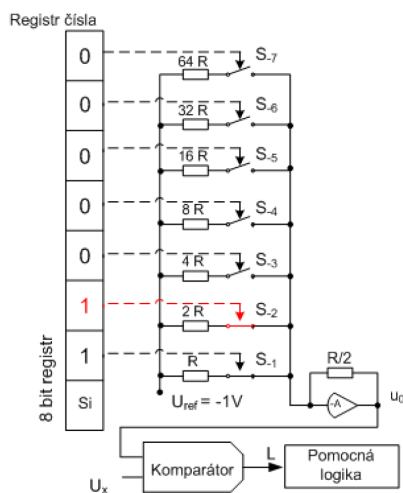 Registr čísla
0
64 R
S-7
0
32 R
S-6
0
16 R
S-5
0
8 R
S-4
0
4 R
S-3
1
2 R
S-2
1
R
S-1
Si
8 bit registr
Uref = -1V
R/2
-A
u0
Ux
Komparátor
L
Pomocná
logika